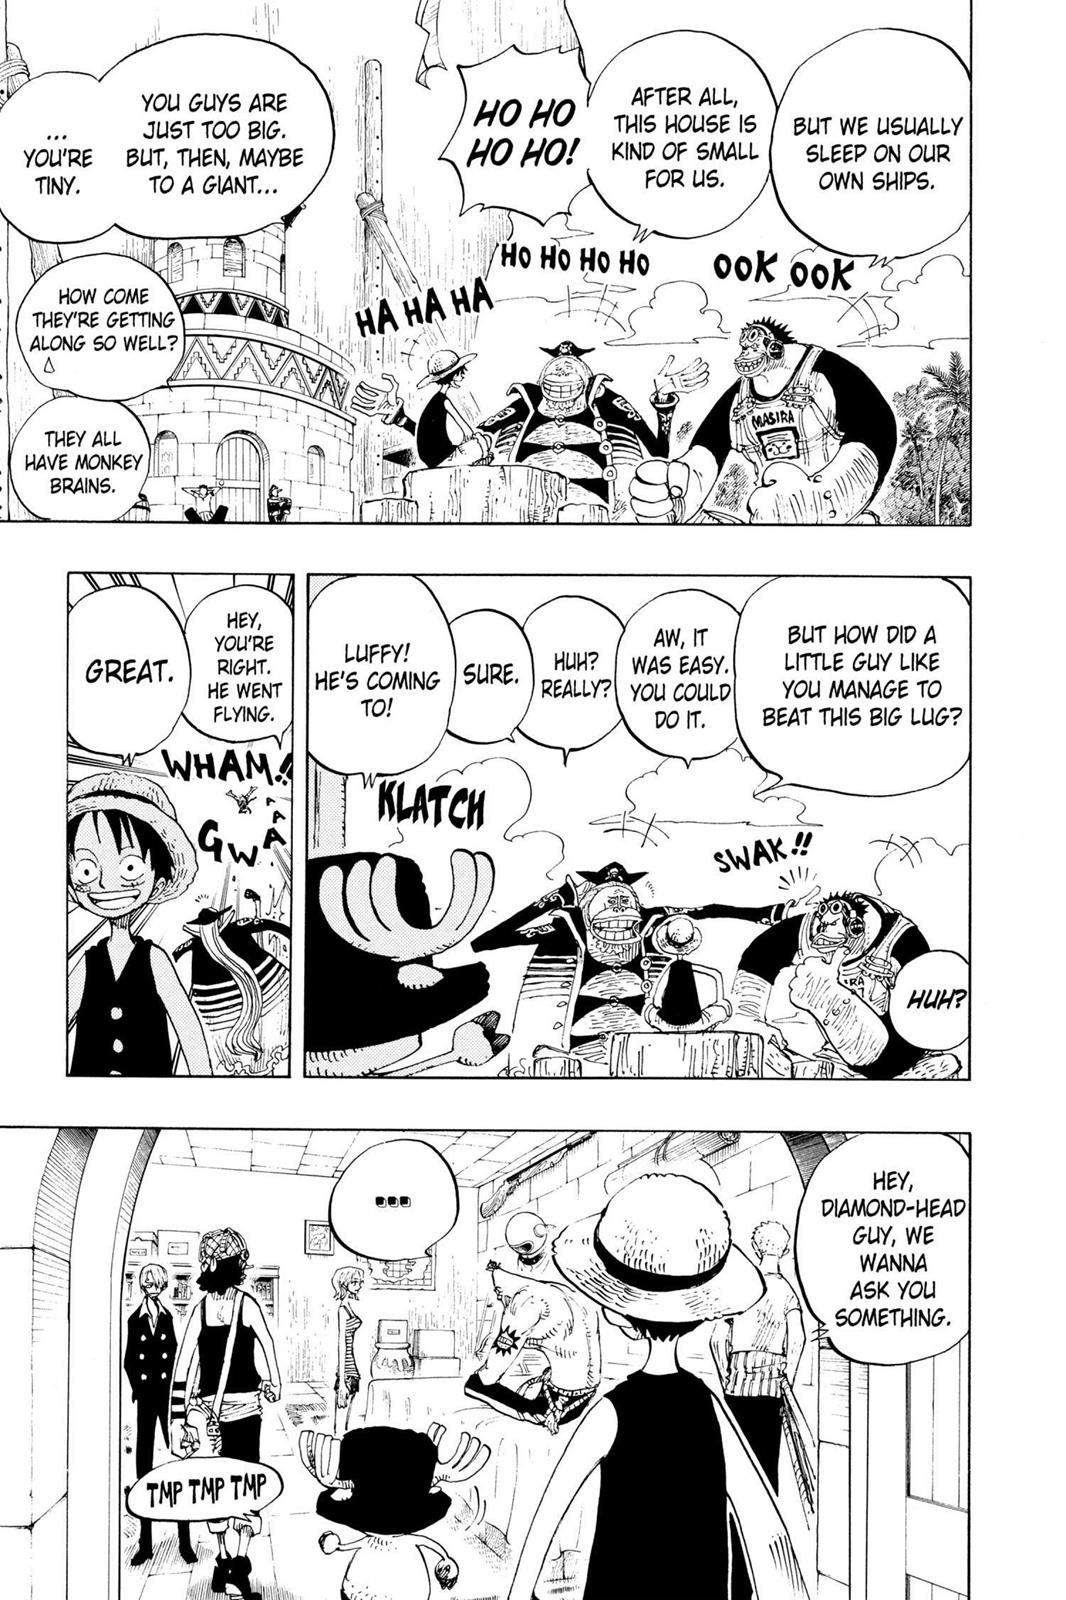 BUT WE USUALLY
SLEEP ON OUR
OWN SHIPS.
AFTER ALL,
THIS HOUSE IS
KIND OF SMALL
FOR US.
HO HO
HO HO!
YOU GUYS ARE
JUST TOO BIG.
BUT, THEN, MAYBE
TO A GIANT...
...
YOU'RE
TINY.
OOK OOK
HO HO HO HO
HA HA HA
MASIRA
HOW COME
THEY'RE GETTING
ALONG SO WELL?
THEY ALL
HAVE MONKEY
BRAINS.
BUT HOW DID A
LITTLE GUY LIKE
YOU MANAGE TO
BEAT THIS BIG LUG?
AW, IT
WAS EASY.
YOU COULD
DO IT.
HUH?
REALLY?
SURE.
LUFFY!
HE'S COMING
TO!
KLATCH
SWAK!!
HUH?
HEY,
YOU'RE
RIGHT.
HE WENT
FLYING.
GREAT.
WHAM!!
GWAAAA
HEY,
DIAMOND-HEAD
GUY, WE
WANNA
ASK YOU
SOMETHING.
...
TMP TMP TMP